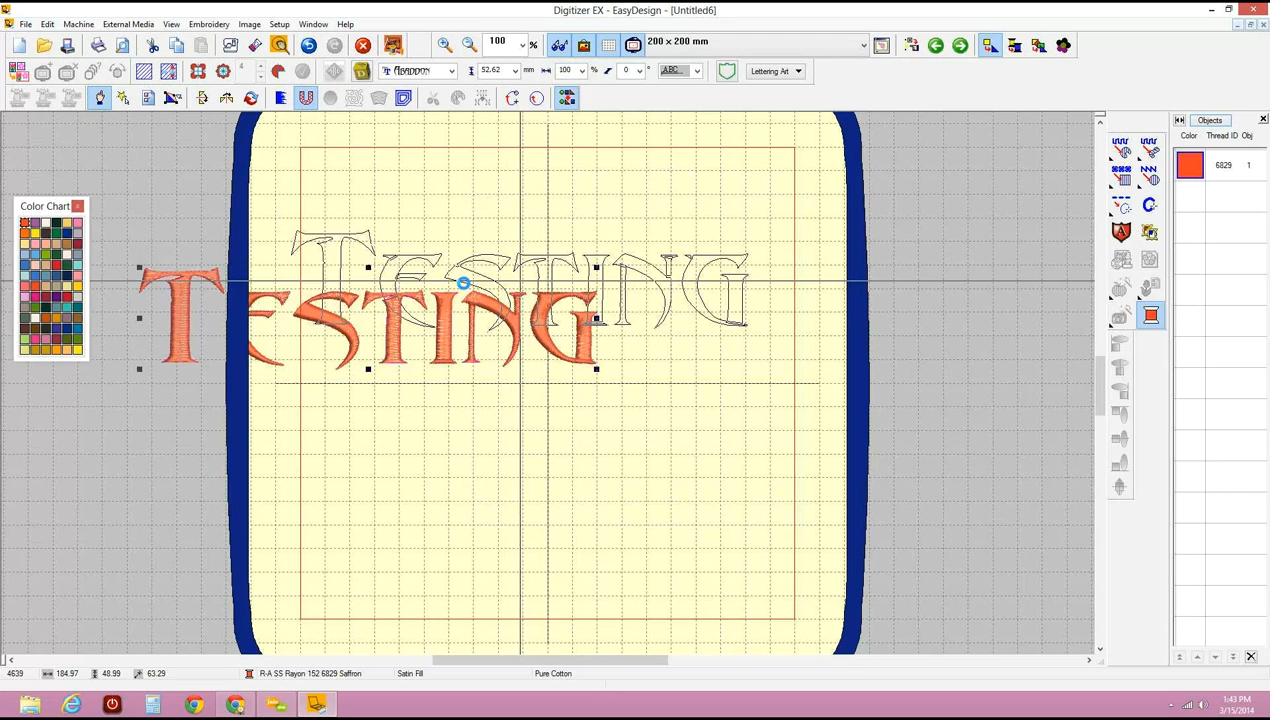 Digitizer EX - EasyDesign - [Untitled6]
File Edit Machine External Media View Embroidery Image Setup Window Help
100 % 200 x 200 mm
4 ABADDON 52.62 mm 100 % 0 ° ABC Lettering Art
Objects
Color Thread ID Obj
6829 1
Color Chart
TESTING
TESTING
4639 184.97 48.99 63.29 R-A SS Rayon 152 6829 Saffron Satin Fill Pure Cotton
1:43 PM
3/15/2014